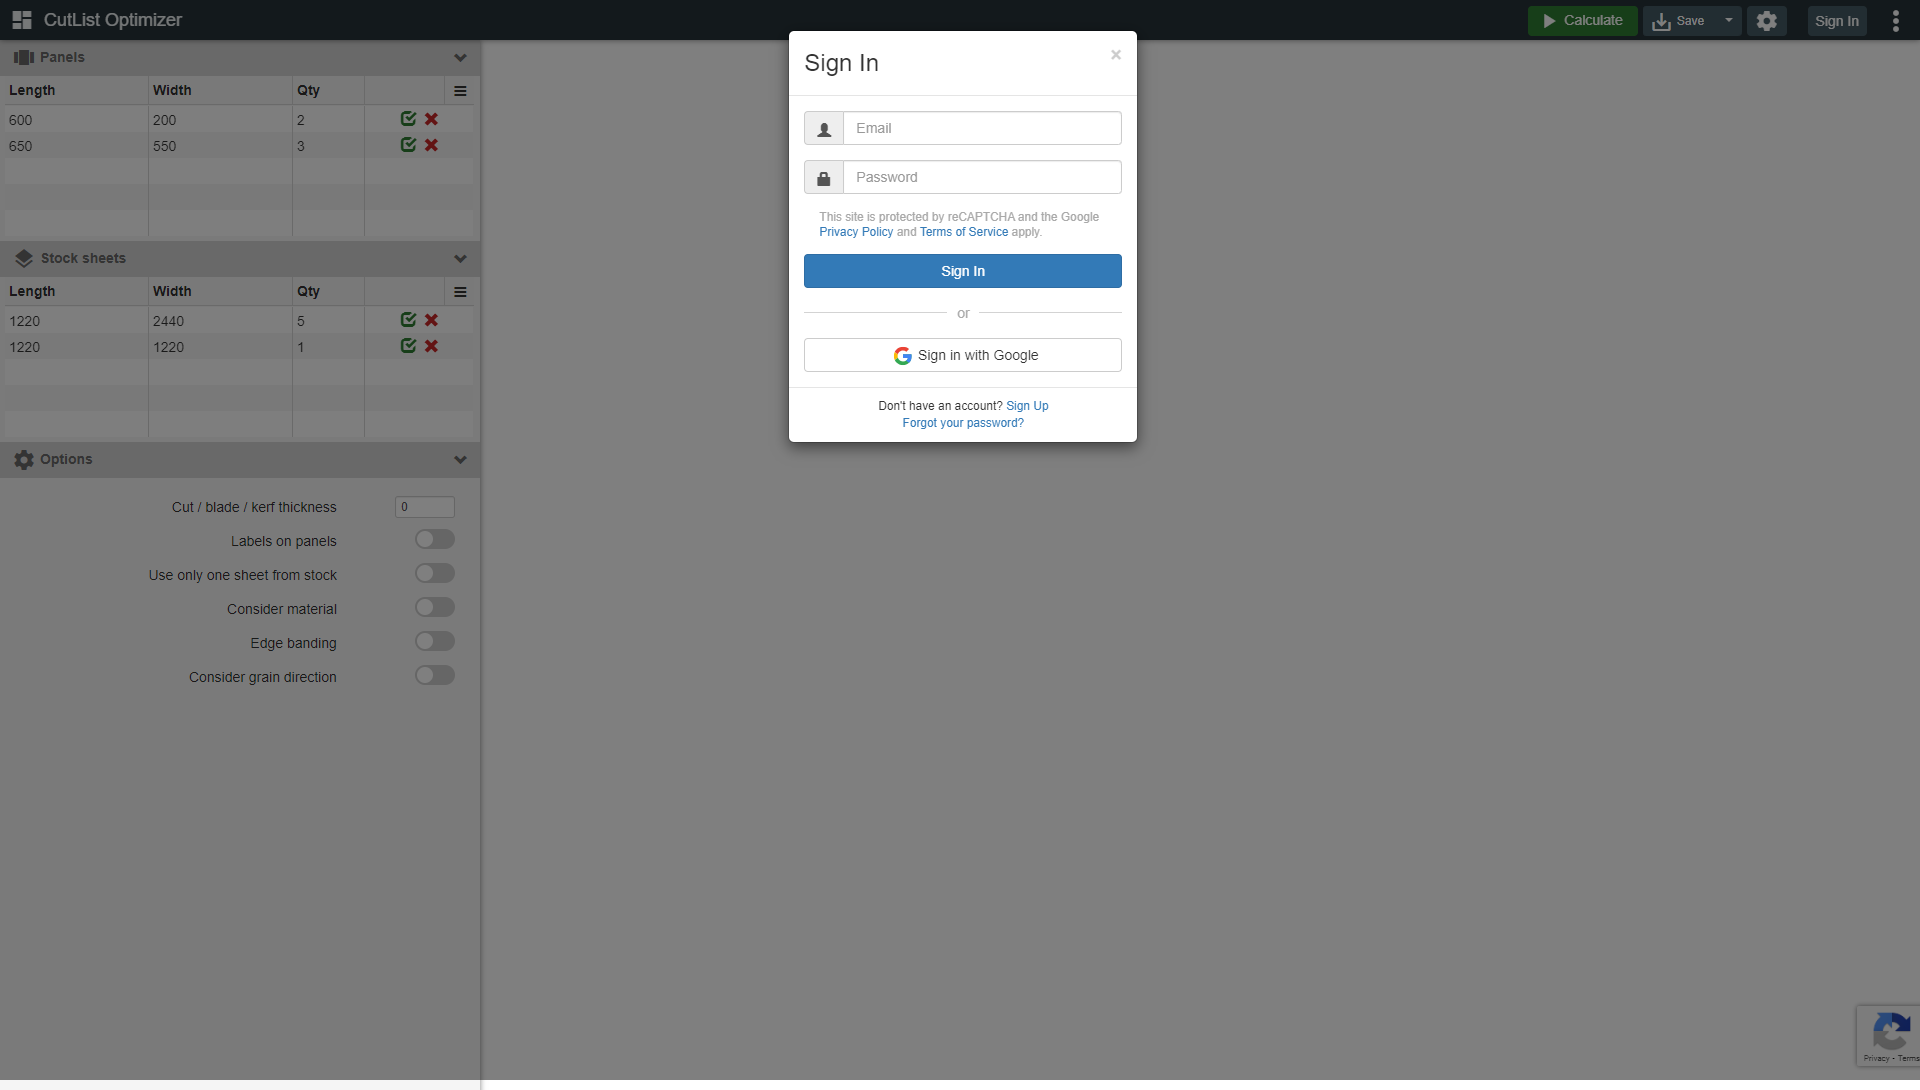 CutList Optimizer
Calculate
Save
Sign In
Panels
Length Width Qty
600 200 2
650 550 3
Stock sheets
Length Width Qty
1220 2440 5
1220 1220 1
Options
Cut / blade / kerf thickness 0
Labels on panels
Use only one sheet from stock
Consider material
Edge banding
Consider grain direction
Sign In
×
Email
Password
This site is protected by reCAPTCHA and the Google
Privacy Policy and Terms of Service apply.
Sign In
or
Sign in with Google
Don't have an account? Sign Up
Forgot your password?
Privacy - Terms